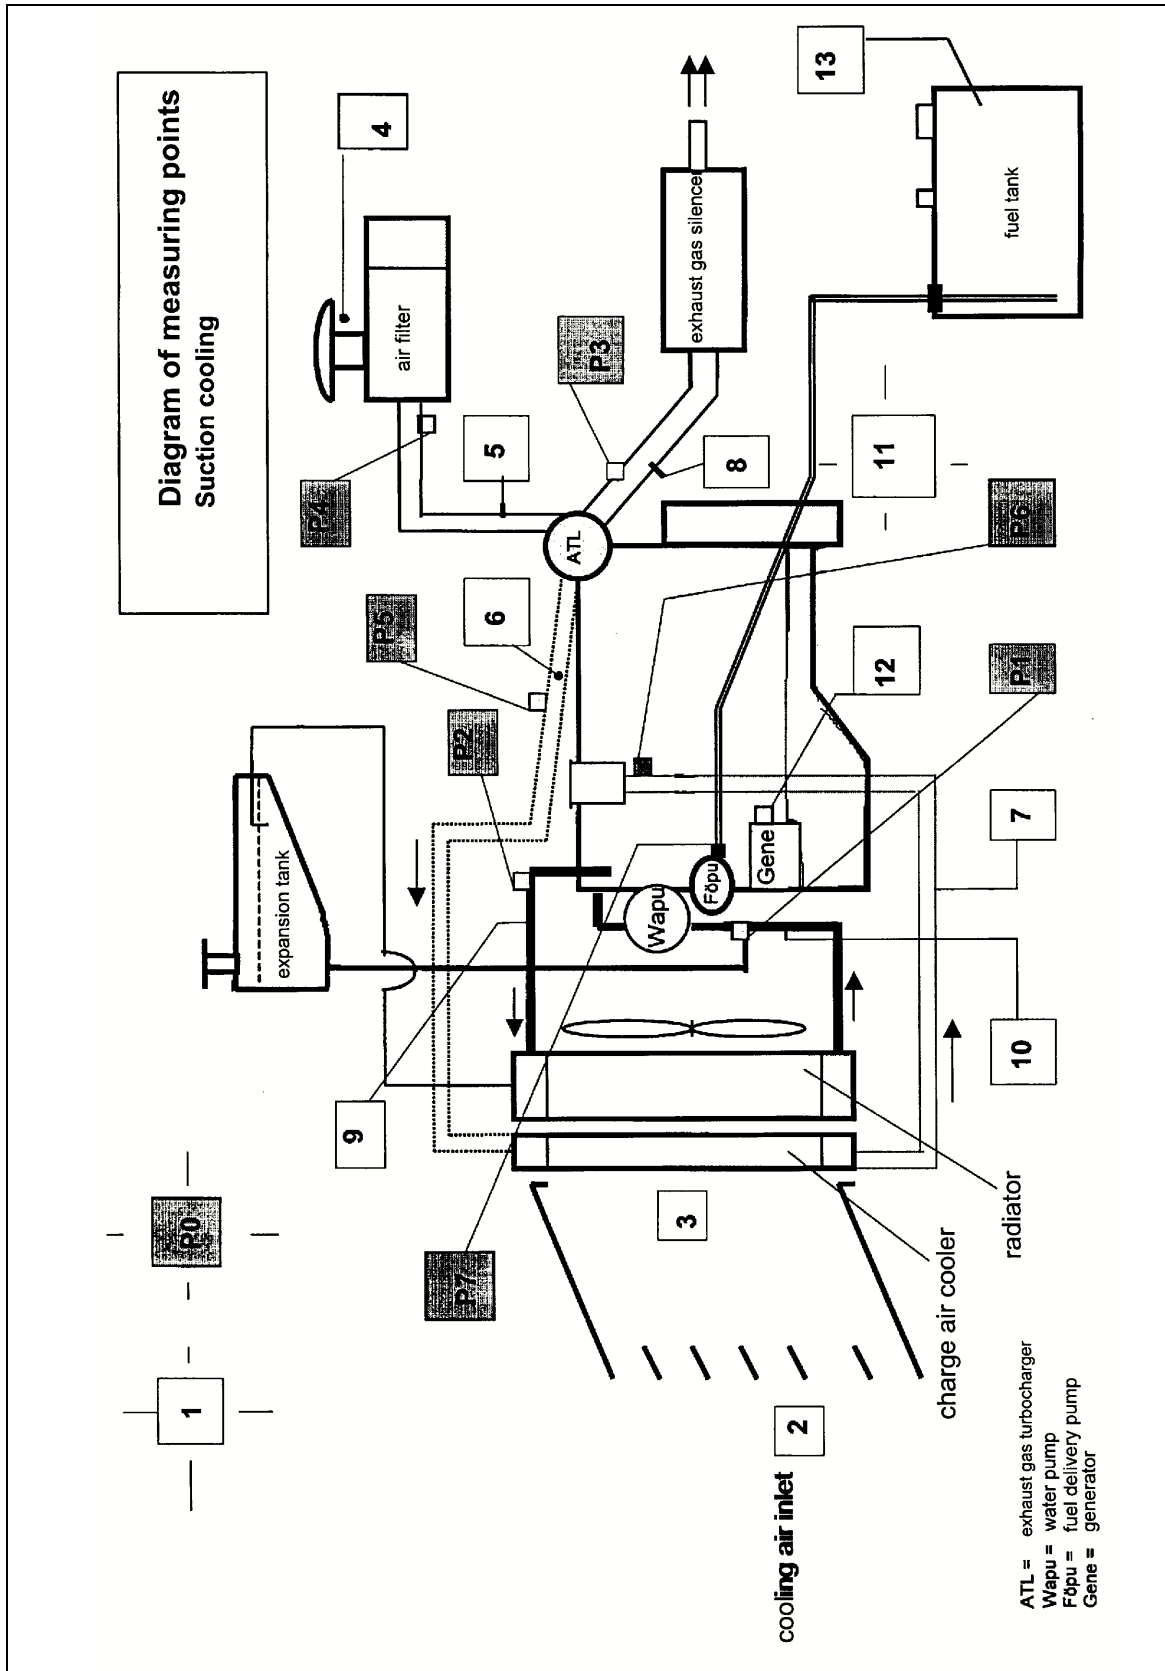 Diagram of measuring points
Suction cooling
1
P0
expansion tank
4
air filter
P4
5
P5
6
P2
9
P3
8
ATL
exhaust gas silence
13
fuel tank
11
P6
12
P1
Wapu
Föpu
Gene
7
10
3
P7
radiator
charge air cooler
2
cooling air inlet
ATL = exhaust gas turbocharger
Wapu = water pump
Föpu = fuel delivery pump
Gene = generator